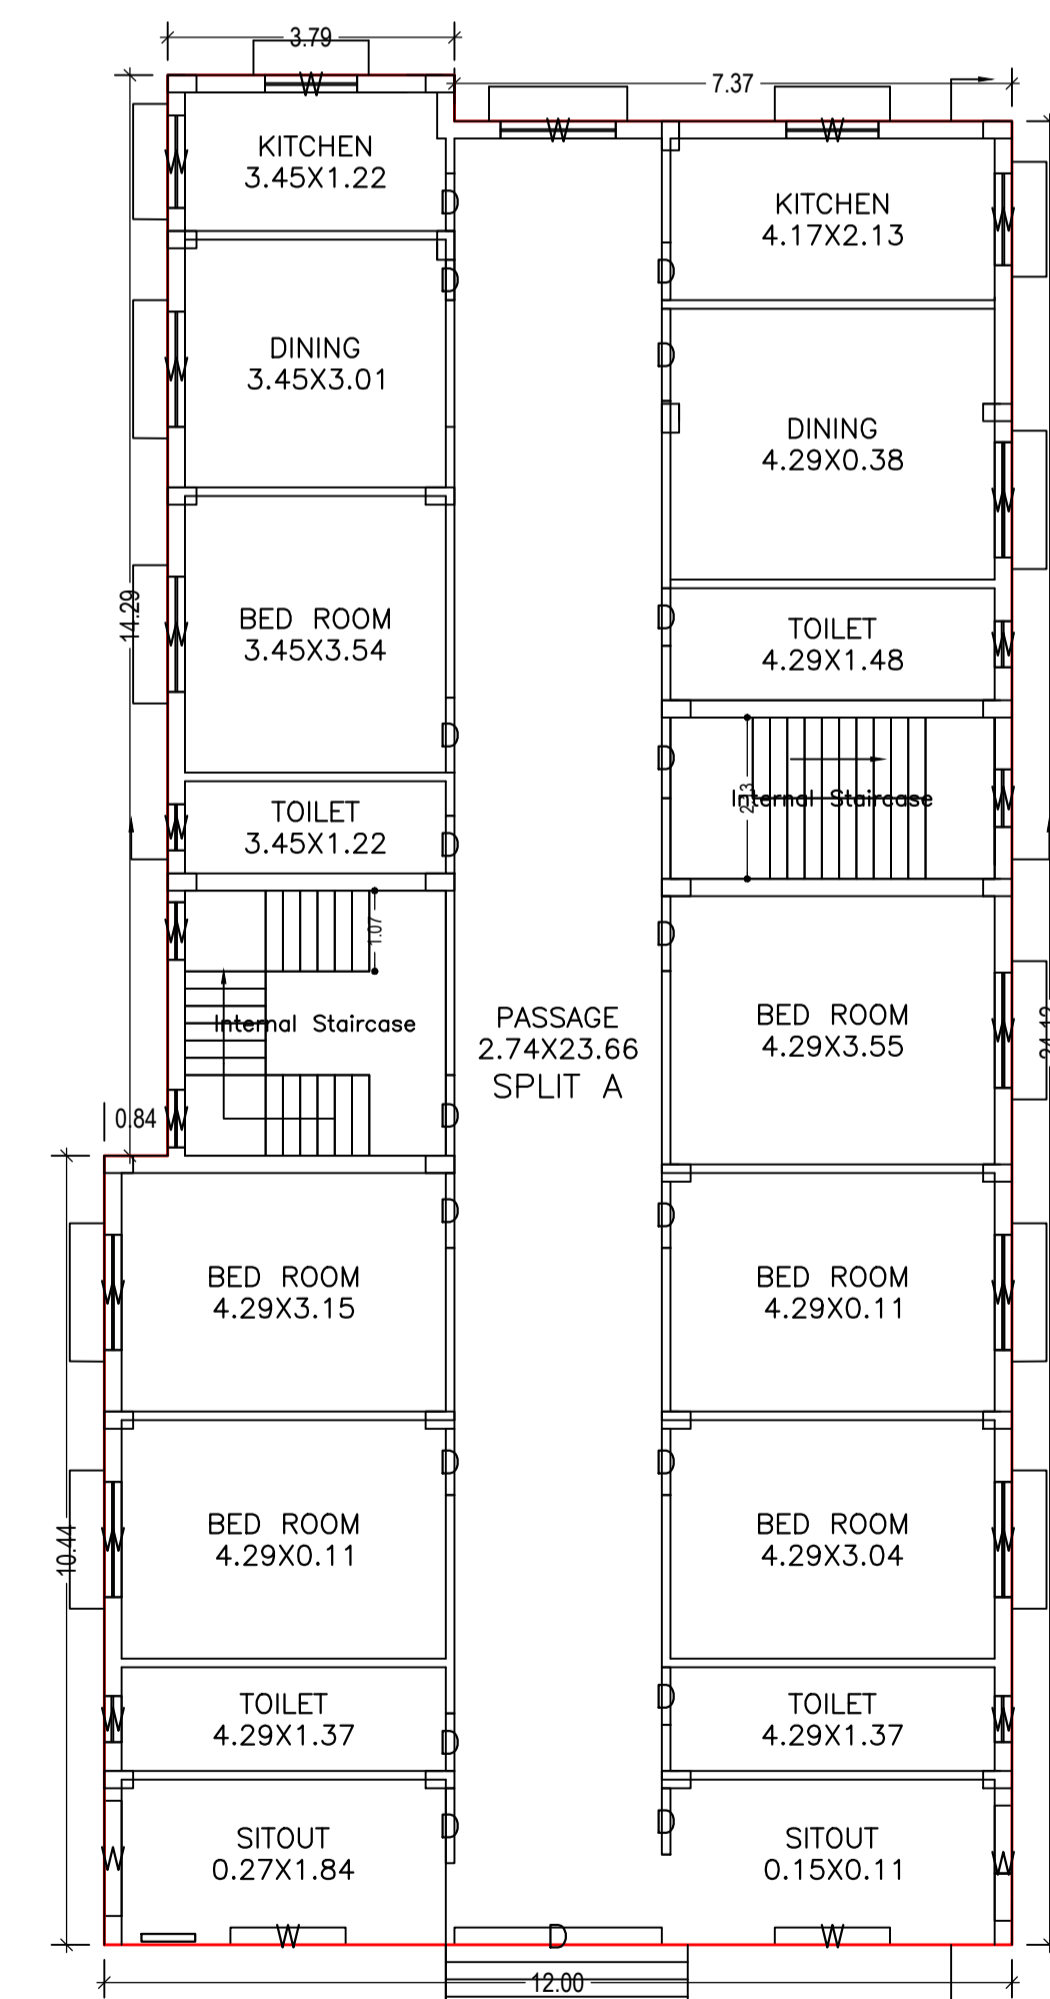 3.79
7.37
W
W
W
KITCHEN
3.45X1.22
W
D
KITCHEN
4.17X2.13
W
D
D
DINING
3.45X3.01
W
D
DINING
4.29X0.38
W
14.29
BED ROOM
3.45X3.54
W
D
TOILET
4.29X1.48
W
D
D
2.13
Internal Staircase
W
TOILET
3.45X1.22
W
D
W
1.07
D
Internal Staircase
PASSAGE
2.74X23.66
SPLIT A
BED ROOM
4.29X3.55
W
24.12
0.84
W
D
D
D
BED ROOM
4.29X3.15
W
BED ROOM
4.29X0.11
W
D
D
10.44
BED ROOM
4.29X0.11
W
BED ROOM
4.29X3.04
W
TOILET
4.29X1.37
W
D
D
TOILET
4.29X1.37
W
D
D
SITOUT
0.27X1.84
W
SITOUT
0.15X0.11
W
W
D
W
12.00